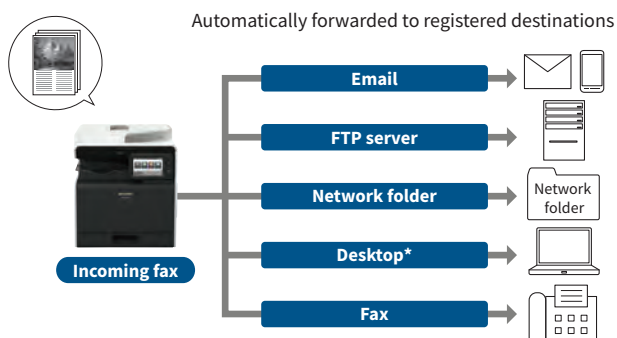 Automatically forwarded to registered destinations
Email
FTP server
Network folder
Network
folder
Desktop*
Incoming fax
Fax